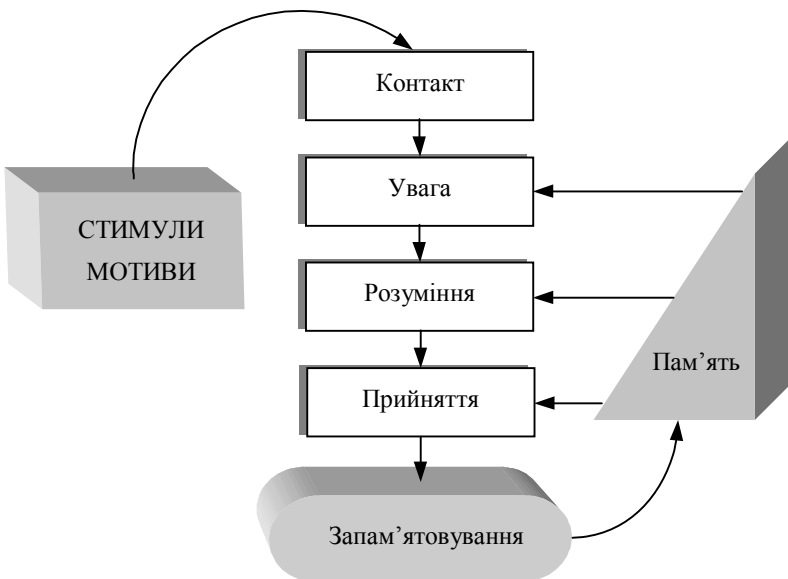 Контакт
Увага
СТИМУЛИ
МОТИВИ
Розуміння
Пам’ять
Прийняття
Запам’ятовування